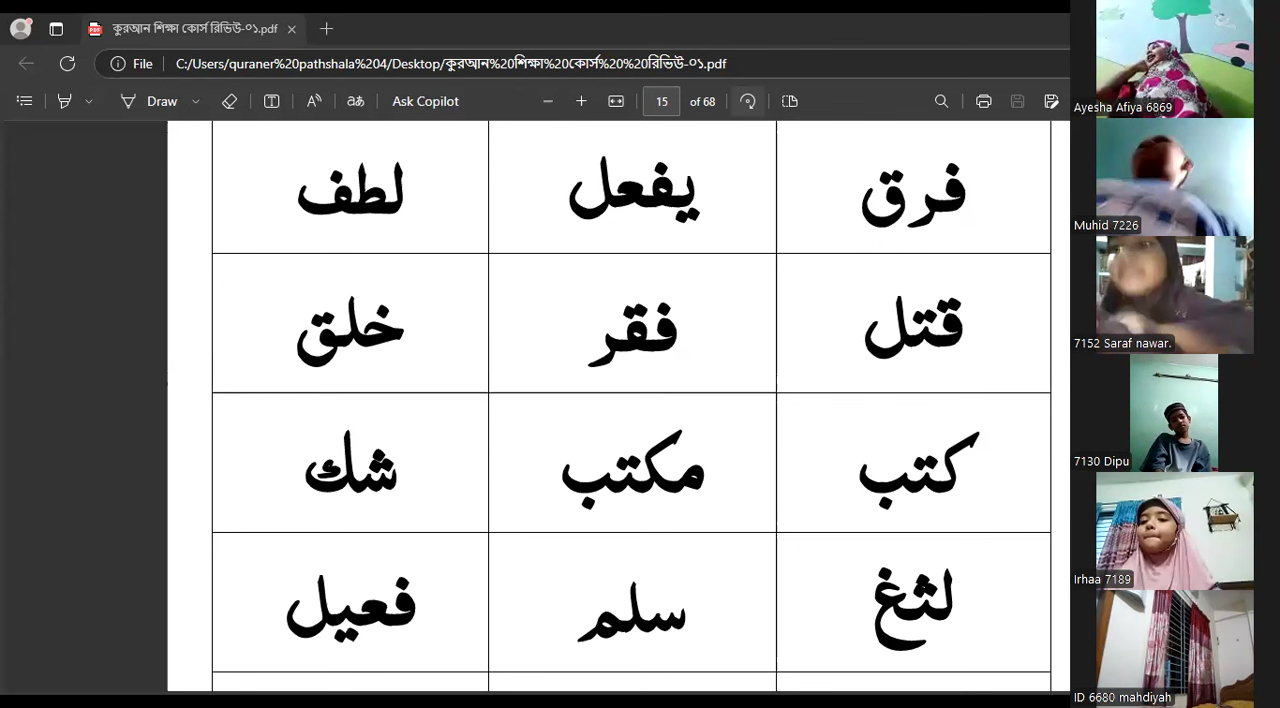 কুরআন শিক্ষা কোর্স রিভিউ-০১.pdf
File C:/Users/quraner%20pathshala%204/Desktop/কুরআন%20শিক্ষা%20কোর্স%20%20রিভিউ-০১.pdf
Draw Ask Copilot 15 of 68
فرق يفعل لطف
قتل فقر خلق
كتب مكتب شك
لثغ سلم فعيل
Ayesha Afiya 6869
Muhid 7226
7152 Saraf nawar.
7130 Dipu
Irhaa 7189
ID 6680 mahdiyah